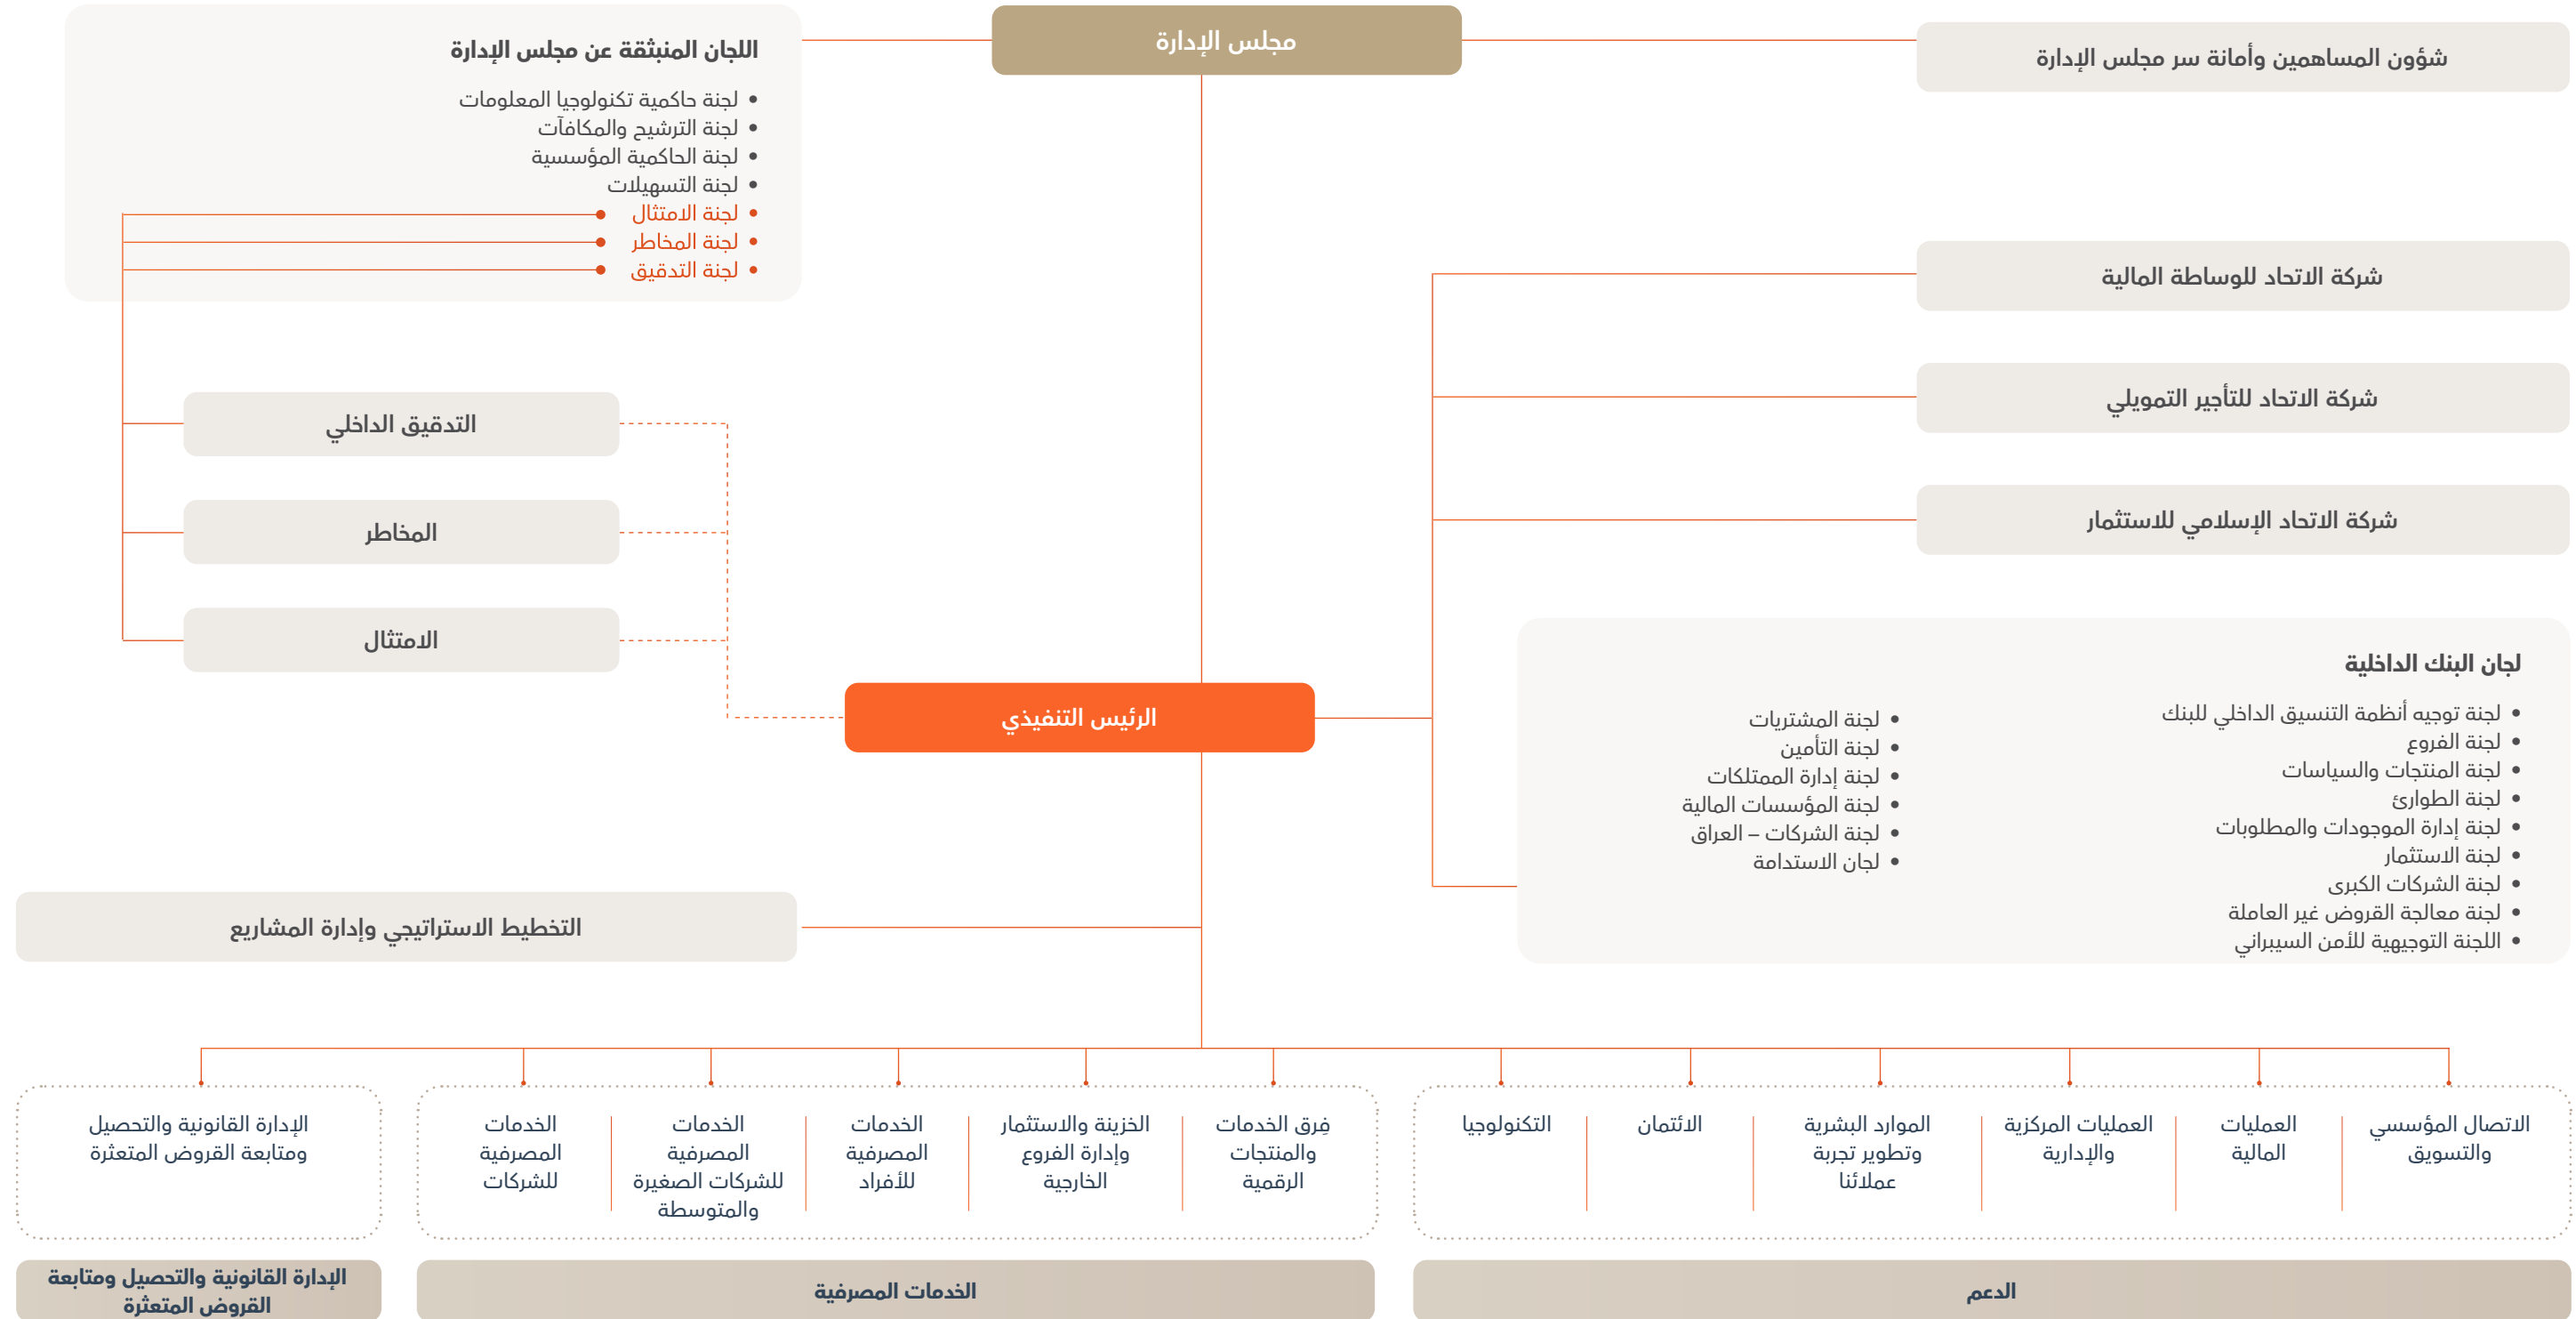 مجلس الإدارة
شؤون المساهمين وأمانة سر مجلس الإدارة
اللجان المنبثقة عن مجلس الإدارة
• لجنة حاكمية تكنولوجيا المعلومات
• لجنة الترشيح والمكافآت
• لجنة الحاكمية المؤسسية
• لجنة التسهيلات
• لجنة الامتثال
• لجنة المخاطر
• لجنة التدقيق
شركة الاتحاد للوساطة المالية
شركة الاتحاد للتأجير التمويلي
شركة الاتحاد الإسلامي للاستثمار
التدقيق الداخلي
المخاطر
الامتثال
الرئيس التنفيذي
لجان البنك الداخلية
• لجنة توجيه أنظمة التنسيق الداخلي للبنك
• لجنة الفروع
• لجنة المنتجات والسياسات
• لجنة الطوارئ
• لجنة إدارة الموجودات والمطلوبات
• لجنة الاستثمار
• لجنة الشركات الكبرى
• لجنة معالجة القروض غير العاملة
• اللجنة التوجيهية للأمن السيبراني
• لجنة المشتريات
• لجنة التأمين
• لجنة إدارة الممتلكات
• لجنة المؤسسات المالية
• لجنة الشركات – العراق
• لجان الاستدامة
التخطيط الاستراتيجي وإدارة المشاريع
الاتصال المؤسسي
والتسويق
العمليات
المالية
العمليات المركزية
والإدارية
الموارد البشرية
وتطوير تجربة
عملائنا
الائتمان
التكنولوجيا
فِرق الخدمات
والمنتجات
الرقمية
الخزينة والاستثمار
وإدارة الفروع
الخارجية
الخدمات
المصرفية
للأفراد
الخدمات
المصرفية
للشركات الصغيرة
والمتوسطة
الخدمات
المصرفية
للشركات
الإدارة القانونية والتحصيل
ومتابعة القروض المتعثرة
الدعم
الخدمات المصرفية
الإدارة القانونية والتحصيل ومتابعة
القروض المتعثرة